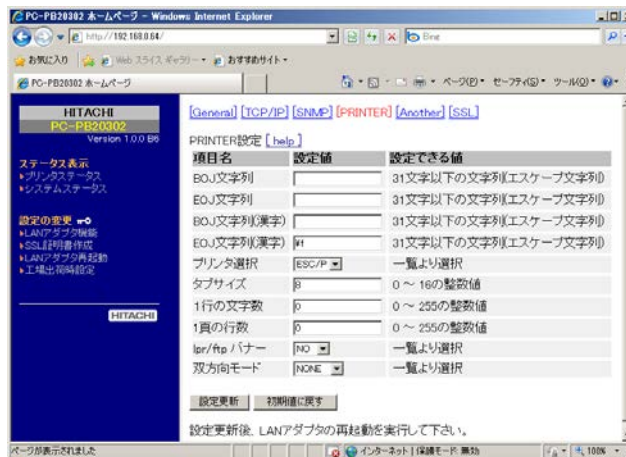 PC-PB20302 ホームページ - Windows Internet Explorer
http://192.168.0.64/
Bing
お気に入り Web スライス ギャラリー おすすめサイト
PC-PB20302 ホームページ
ページ(P) セーフティ(S) ツール(O)
HITACHI
PC-PB20302
Version 1.0.0 B6
ステータス表示
プリンタステータス
システムステータス
設定の変更
LANアダプタ機能
SSL証明書作成
LANアダプタ再起動
工場出荷時設定
HITACHI
[General] [TCP/IP] [SNMP] [PRINTER] [Another] [SSL]
PRINTER設定 [ help ]
項目名 設定値 設定できる値
BOJ文字列 31文字以下の文字列(エスケープ文字列)
EOJ文字列 31文字以下の文字列(エスケープ文字列)
BOJ文字列(漢字) 31文字以下の文字列(エスケープ文字列)
EOJ文字列(漢字) ¥f 31文字以下の文字列(エスケープ文字列)
プリンタ選択 ESC/P 一覧より選択
タブサイズ 8 0 ~ 16の整数値
1行の文字数 0 0 ~ 255の整数値
1頁の行数 0 0 ~ 255の整数値
lpr/ftp バナー NO 一覧より選択
双方向モード NONE 一覧より選択
設定更新 初期値に戻す
設定更新後、LANアダプタの再起動を実行して下さい。
ページが表示されました インターネット | 保護モード: 無効 100%